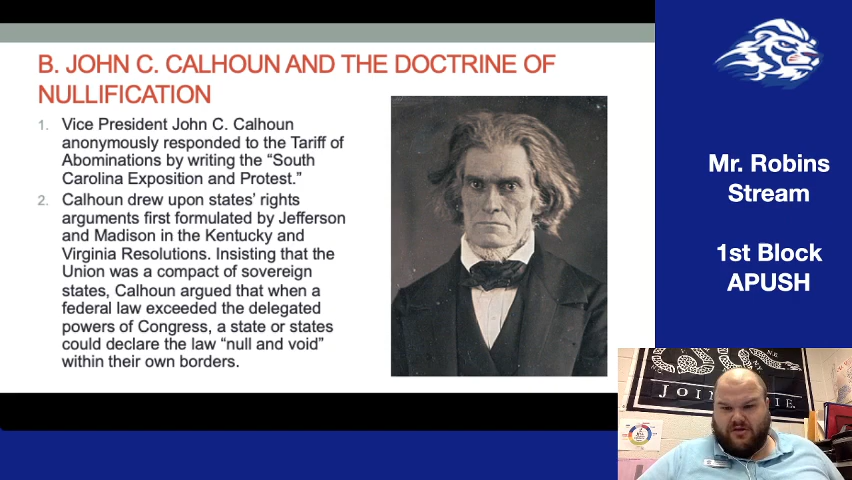 B. JOHN C. CALHOUN AND THE DOCTRINE OF
NULLIFICATION
1. Vice President John C. Calhoun
anonymously responded to the Tariff of
Abominations by writing the “South
Carolina Exposition and Protest.”
2. Calhoun drew upon states’ rights
arguments first formulated by Jefferson
and Madison in the Kentucky and
Virginia Resolutions. Insisting that the
Union was a compact of sovereign
states, Calhoun argued that when a
federal law exceeded the delegated
powers of Congress, a state or states
could declare the law “null and void”
within their own borders.
Mr. Robins
Stream
1st Block
APUSH
JOIN
IE.